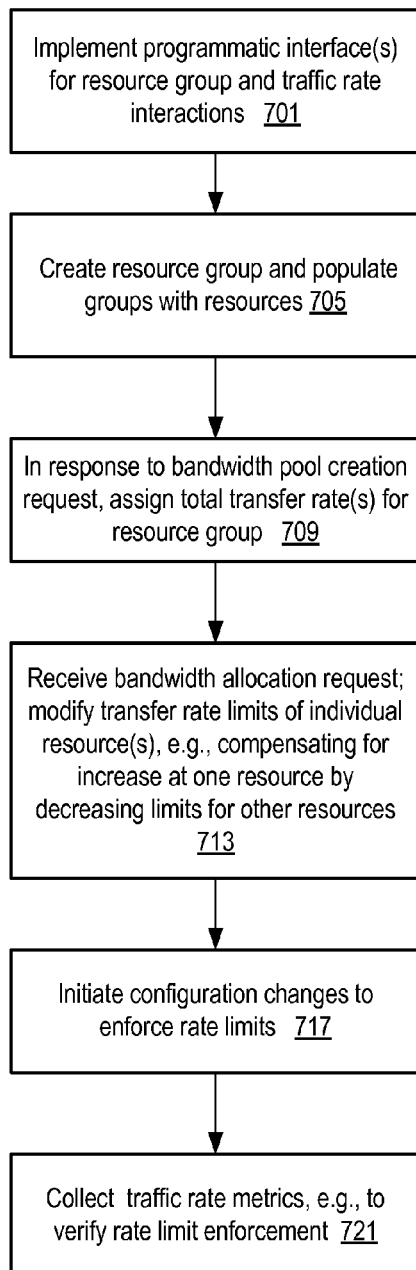 Implement programmatic interface(s)
for resource group and traffic rate
interactions 701
Create resource group and populate
groups with resources 705
In response to bandwidth pool creation
request, assign total transfer rate(s) for
resource group 709
Receive bandwidth allocation request;
modify transfer rate limits of individual
resource(s), e.g., compensating for
increase at one resource by
decreasing limits for other resources
713
Initiate configuration changes to
enforce rate limits 717
Collect traffic rate metrics, e.g., to
verify rate limit enforcement 721